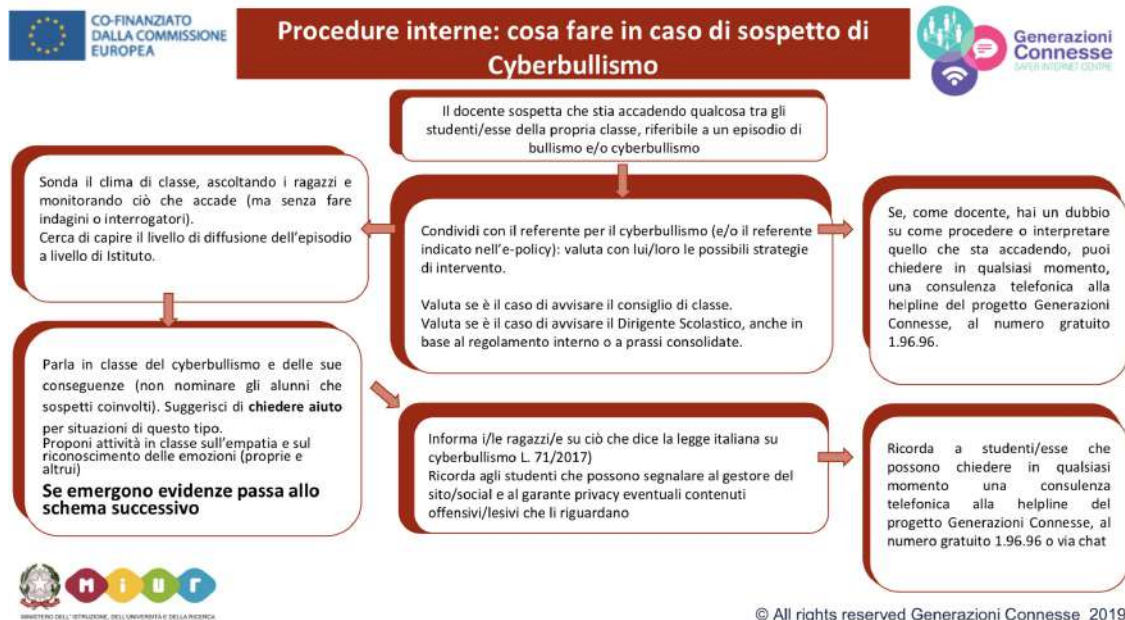 CO-FINANZIATO
DALLA COMMISSIONE
EUROPEA
Procedure interne: cosa fare in caso di sospetto di
Cyberbullismo
Generazioni
Connesse
SAFER INTERNET CENTRE
Il docente sospetta che stia accadendo qualcosa tra gli
studenti/esse della propria classe, riferibile a un episodio di
bullismo e/o cyberbullismo
Sonda il clima di classe, ascoltando i ragazzi e
monitorando ciò che accade (ma senza fare
indagini o interrogatori).
Cerca di capire il livello di diffusione dell'episodio
a livello di Istituto.
Condividi con il referente per il cyberbullismo (e/o il referente
indicato nell'e-policy): valuta con lui/loro le possibili strategie
di intervento.
Valuta se è il caso di avvisare il consiglio di classe.
Valuta se è il caso di avvisare il Dirigente Scolastico, anche in
base al regolamento interno o a prassi consolidate.
Se, come docente, hai un dubbio
su come procedere o interpretare
quello che sta accadendo, puoi
chiedere in qualsiasi momento,
una consulenza telefonica alla
helpline del progetto Generazioni
Connesse, al numero gratuito
1.96.96.
Parla in classe del cyberbullismo e delle sue
conseguenze (non nominare gli alunni che
sospetti coinvolti). Suggerisci di chiedere aiuto
per situazioni di questo tipo.
Proponi attività in classe sull'empatia e sul
riconoscimento delle emozioni (proprie e
altrui)
Se emergono evidenze passa allo
schema successivo
Informa i/le ragazzi/e su ciò che dice la legge italiana su
cyberbullismo L. 71/2017)
Ricorda agli studenti che possono segnalare al gestore del
sito/social e al garante privacy eventuali contenuti
offensivi/lesivi che li riguardano
Ricorda a studenti/esse che
possono chiedere in qualsiasi
momento una consulenza
telefonica alla helpline del
progetto Generazioni Connesse, al
numero gratuito 1.96.96 o via chat
miur
MINISTERO DELL'ISTRUZIONE, DELL'UNIVERSITÀ E DELLA RICERCA
© All rights reserved Generazioni Connesse 2019